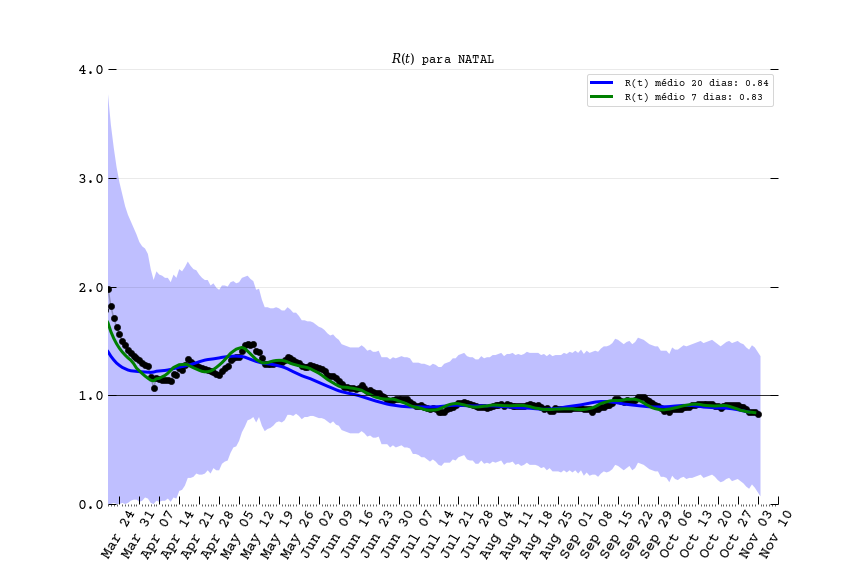 R(t) para NATAL
R(t) médio 20 dias: 0.84
R(t) médio 7 dias: 0.83
4.0
3.0
2.0
1.0
0.0
Mar 24
Mar 31
Apr 07
Apr 14
Apr 21
Apr 28
May 05
May 12
May 19
May 26
Jun 02
Jun 09
Jun 16
Jun 23
Jun 30
Jul 07
Jul 14
Jul 21
Jul 28
Aug 04
Aug 11
Aug 18
Aug 25
Sep 01
Sep 08
Sep 15
Sep 22
Sep 29
Oct 06
Oct 13
Oct 20
Oct 27
Nov 03
Nov 10